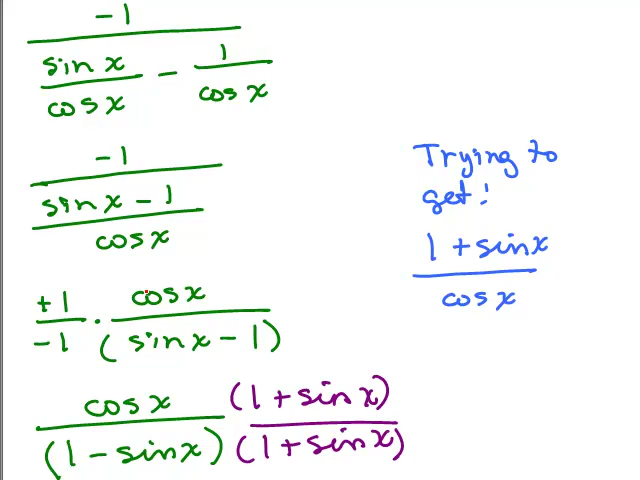 -1
sin x / cos x - 1 / cos x
-1
sin x - 1
cos x
+1 / -1 · cos x / (sin x - 1)
cos x / (1 - sin x) (1 + sin x) / (1 + sin x)
Trying to
get!
1 + sin x
cos x